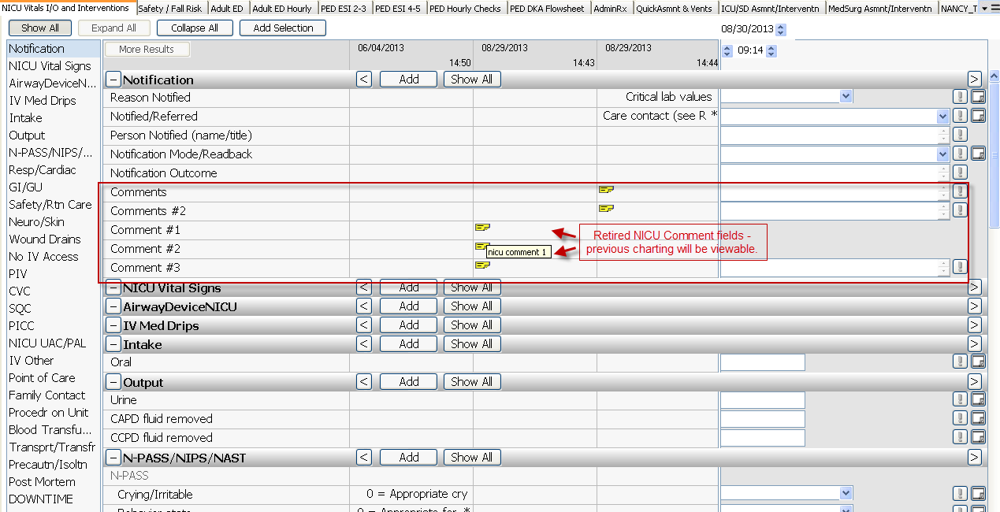 NICU Vitals I/O and Interventions Safety / Fall Risk Adult ED Adult ED Hourly PED ESI 2-3 PED ESI 4-5 PED Hourly Checks PED DKA Flowsheet AdminRx QuickAsmnt & Vents ICU/SD Asmnt/Interventn MedSurg Asmnt/Interventn NANCY_T
Show All Expand All Collapse All Add Selection 08/30/2013
09:14
More Results 06/04/2013 08/29/2013 08/29/2013
14:50 14:43 14:44
Notification
NICU Vital Signs
AirwayDeviceN...
IV Med Drips
Intake
Output
N-PASS/NIPS/...
Resp/Cardiac
GI/GU
Safety/Rtn Care
Neuro/Skin
Wound Drains
No IV Access
PIV
CVC
SQC
PICC
NICU UAC/PAL
IV Other
Point of Care
Family Contact
Procedr on Unit
Blood Transfu...
Transprt/Transfr
Precautn/Isoltn
Post Mortem
DOWNTIME
− Notification < Add Show All >
Reason Notified Critical lab values
Notified/Referred Care contact (see R *
Person Notified (name/title)
Notification Mode/Readback
Notification Outcome
Comments
Comments #2
Comment #1
Comment #2
nicu comment 1
Comment #3
Retired NICU Comment fields -
previous charting will be viewable.
− NICU Vital Signs < Add Show All >
− AirwayDeviceNICU < Add Show All >
− IV Med Drips < Add Show All >
− Intake < Add Show All >
Oral
− Output < Add Show All >
Urine
CAPD fluid removed
CCPD fluid removed
− N-PASS/NIPS/NAST < Add Show All >
N-PASS
Crying/Irritable 0 = Appropriate cry
Behavior state 0 = Appropriate for *